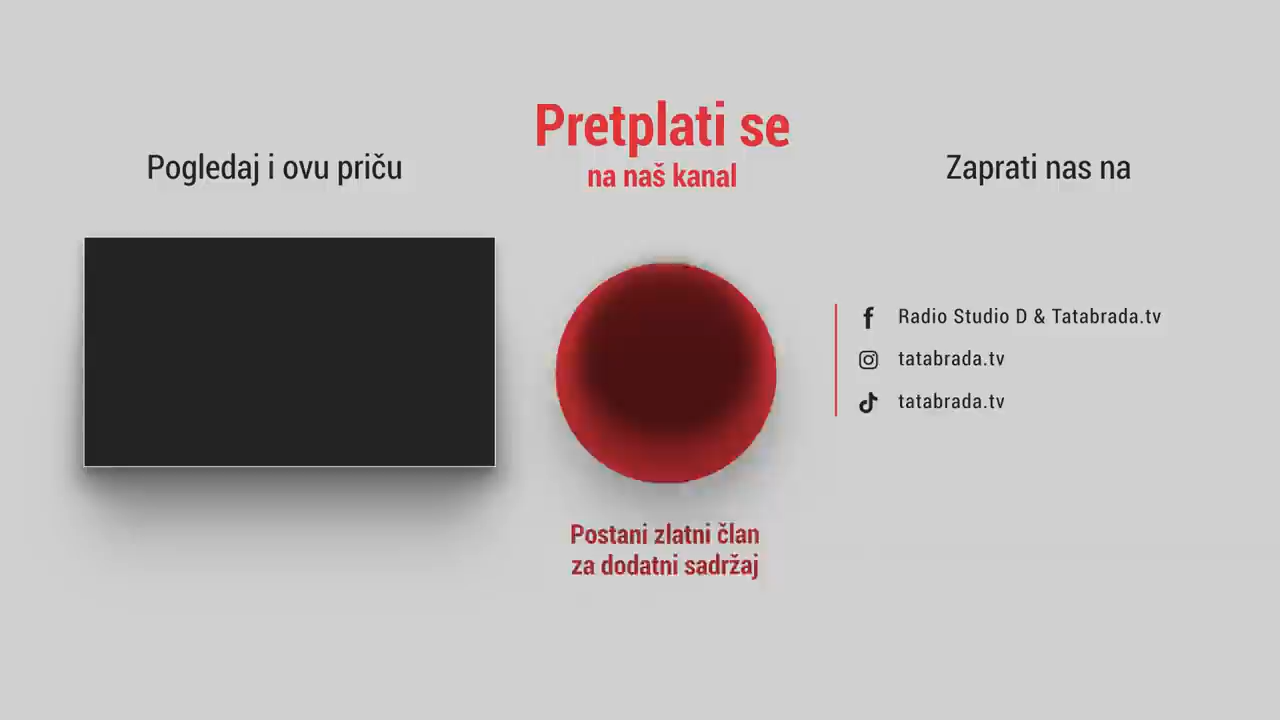 Pogledaj i ovu priču
Pretplati se
na naš kanal
Postani zlatni član
za dodatni sadržaj
Zaprati nas na
Radio Studio D & Tatabrada.tv
tatabrada.tv
tatabrada.tv